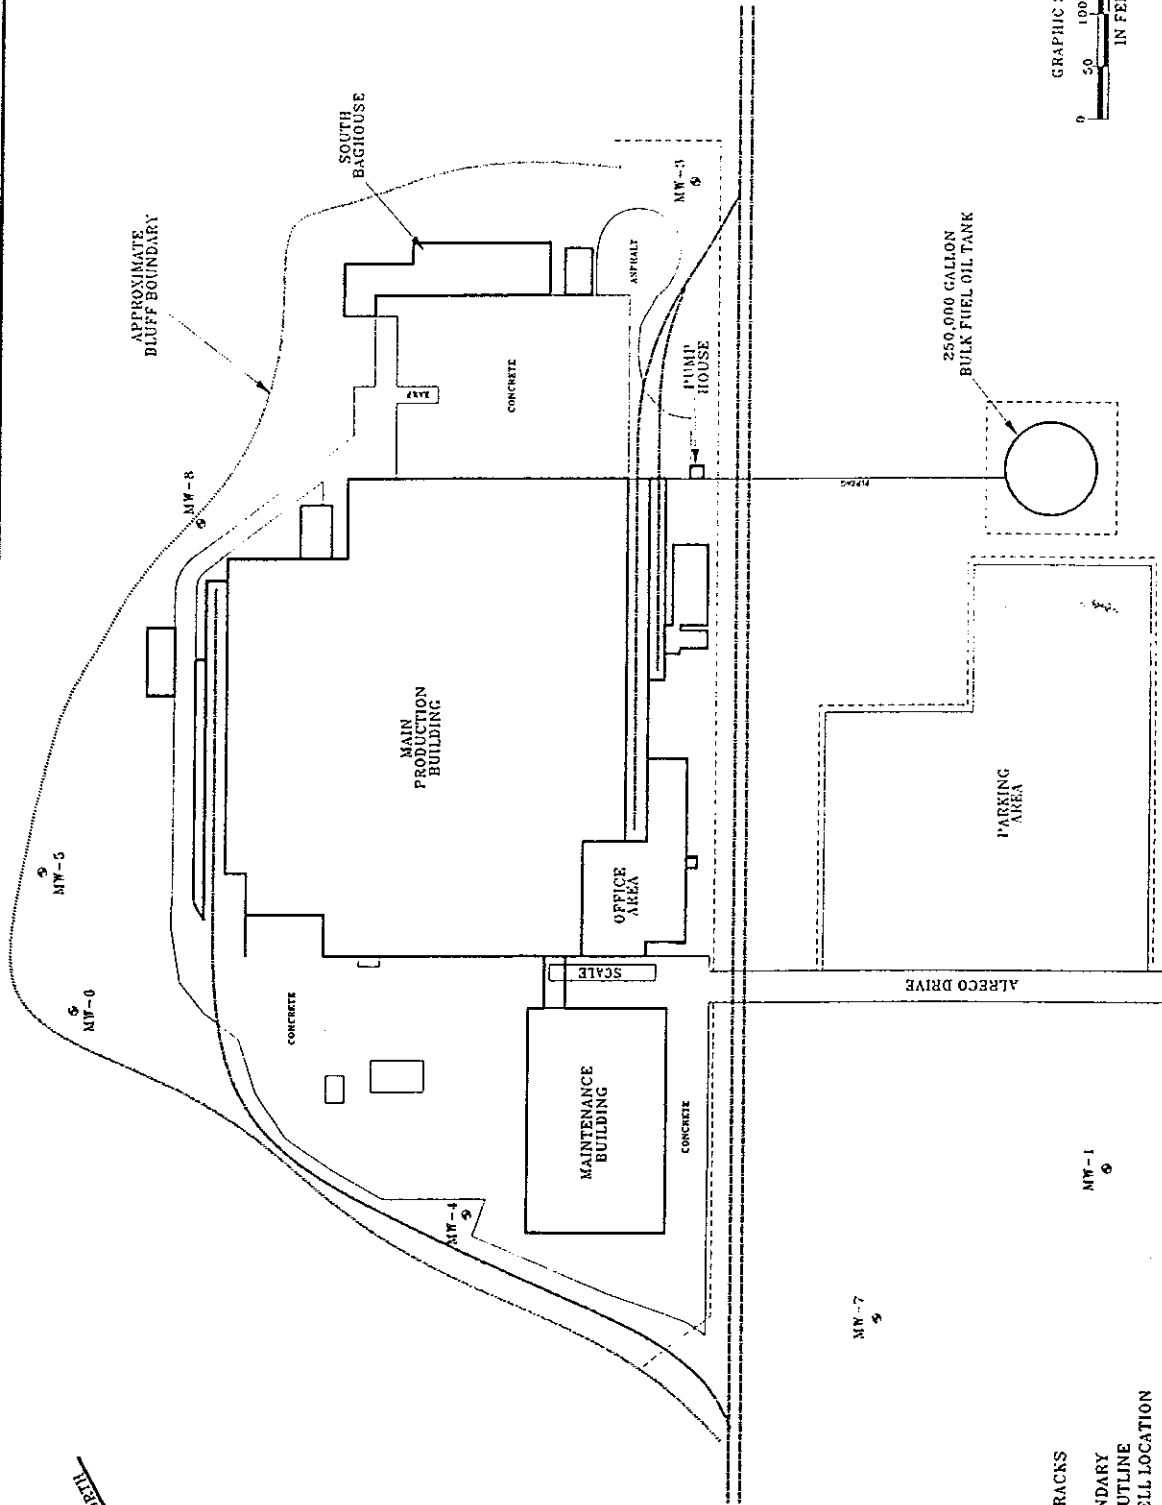 APPROXIMATE
BLUFF BOUNDARY
SOUTH
BAGHOUSE
MW-8
MW-5
MW-6
MW-3
ASPHALT
CONCRETE
RAMP
PUMP
HOUSE
PIPING
250,000 GALLON
BULK FUEL OIL TANK
MAIN
PRODUCTION
BUILDING
OFFICE
AREA
SCALE
CONCRETE
MAINTENANCE
BUILDING
CONCRETE
MW-4
PARKING
AREA
ALRECO DRIVE
MW-1
MW-7
GRAPHIC
0 50 100
IN FE
RTH
RACKS
NDARY
UTLINE
ELL LOCATION